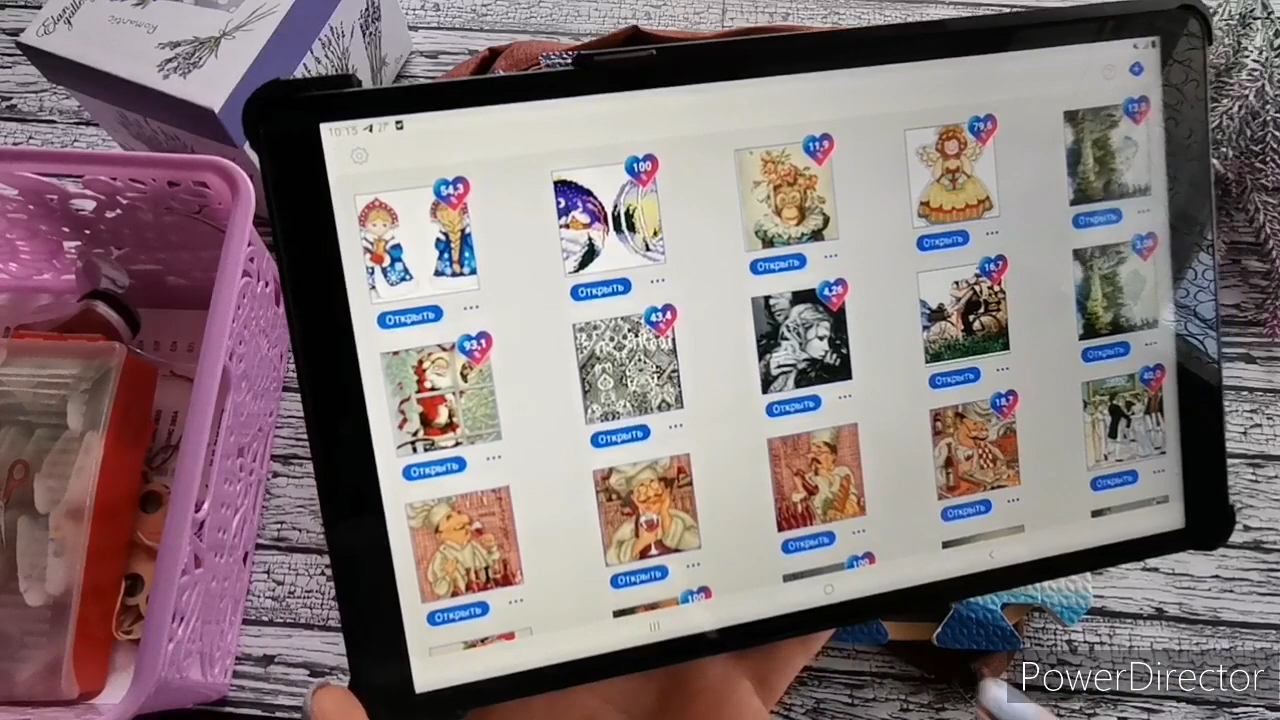 Romantic
10:15
54,3
%
100
%
11,9
%
79,6
%
13,0
Открыть
Открыть
Открыть
Открыть
Открыть
93,1
%
43,4
%
4,26
%
16,7
%
3,06
%
Открыть
Открыть
Открыть
Открыть
Открыть
18,7
40,0
Открыть
Открыть
Открыть
Открыть
Открыть
100
100
PowerDirector